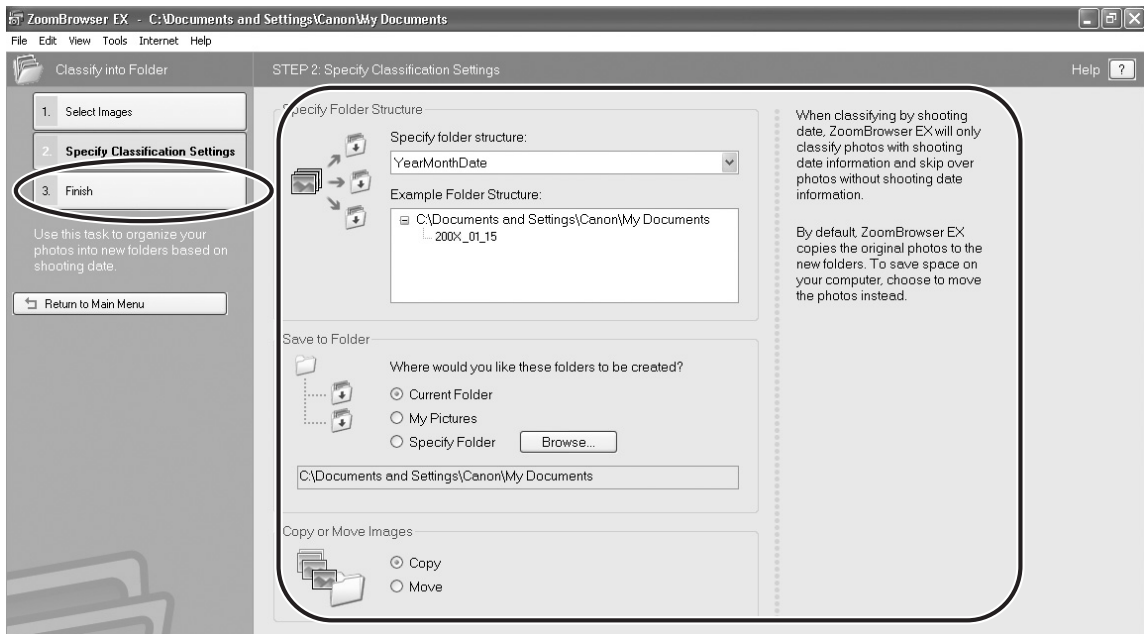 ZoomBrowser EX - C:\Documents and Settings\Canon\My Documents
File Edit View Tools Internet Help
Classify into Folder
STEP 2: Specify Classification Settings
Help ?
1. Select Images
2. Specify Classification Settings
3. Finish
Use this task to organize your
photos into new folders based on
shooting date.
Return to Main Menu
Specify Folder Structure
Specify folder structure:
YearMonthDate
Example Folder Structure:
C:\Documents and Settings\Canon\My Documents
200X_01_15
Save to Folder
Where would you like these folders to be created?
Current Folder
My Pictures
Specify Folder Browse...
C:\Documents and Settings\Canon\My Documents
Copy or Move Images
Copy
Move
When classifying by shooting
date, ZoomBrowser EX will only
classify photos with shooting
date information and skip over
photos without shooting date
information.
By default, ZoomBrowser EX
copies the original photos to the
new folders. To save space on
your computer, choose to move
the photos instead.